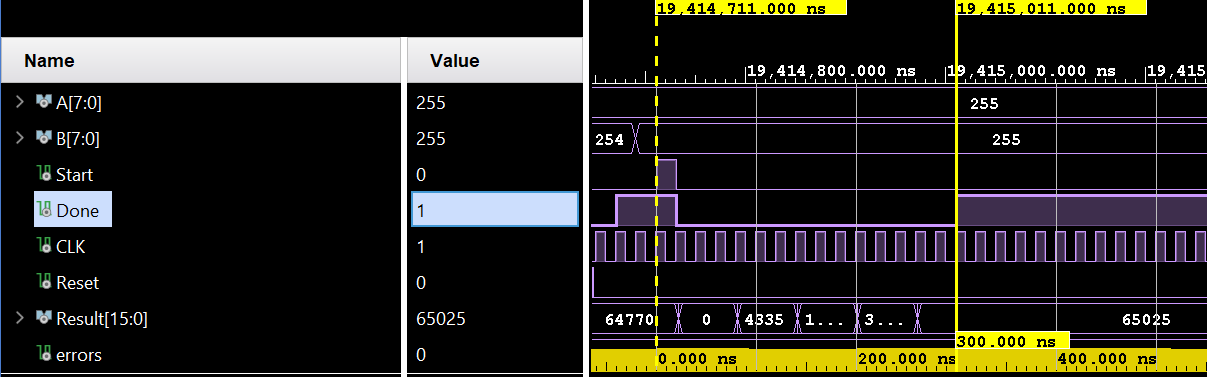 19,414,711.000 ns 19,415,011.000 ns
Name Value
19,414,800.000 ns 19,415,000.000 ns 19,415
A[7:0] 255 255
B[7:0] 255 254 255
Start 0
Done 1
CLK 1
Reset 0
Result[15:0] 65025 64770 0 4335 1... 3... 65025
errors 0
300.000 ns
0.000 ns 200.000 ns 400.000 ns